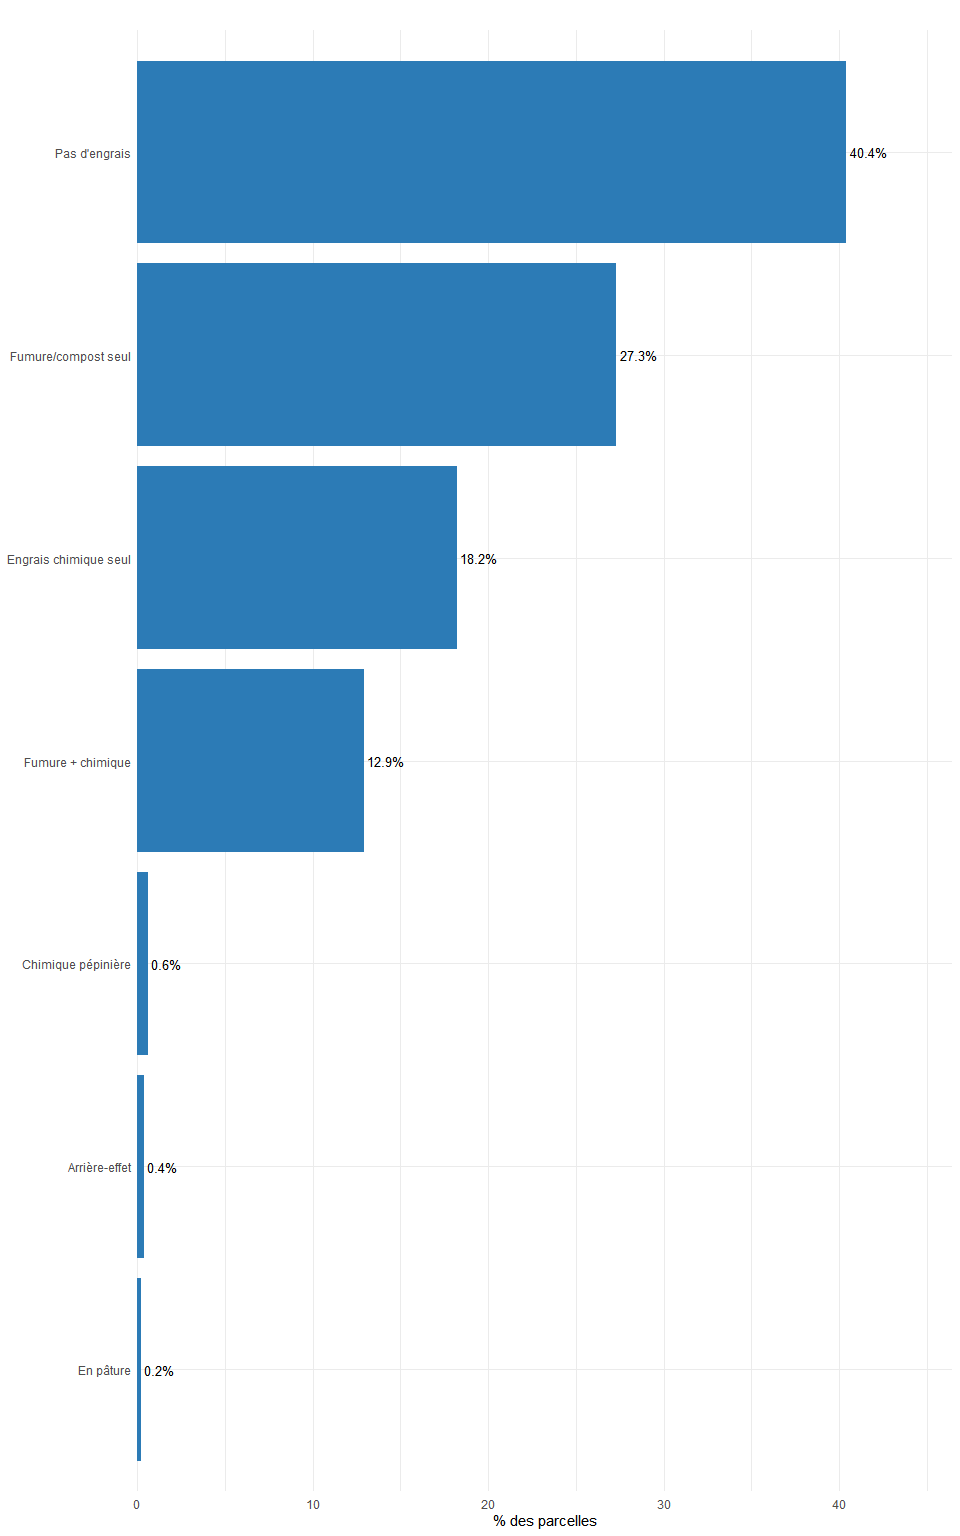 Pas d'engrais
40.4%
Fumure/compost seul
27.3%
Engrais chimique seul
18.2%
Fumure + chimique
12.9%
Chimique pépinière
0.6%
Arrière-effet
0.4%
En pâture
0.2%
0 10 20 30 40
% des parcelles